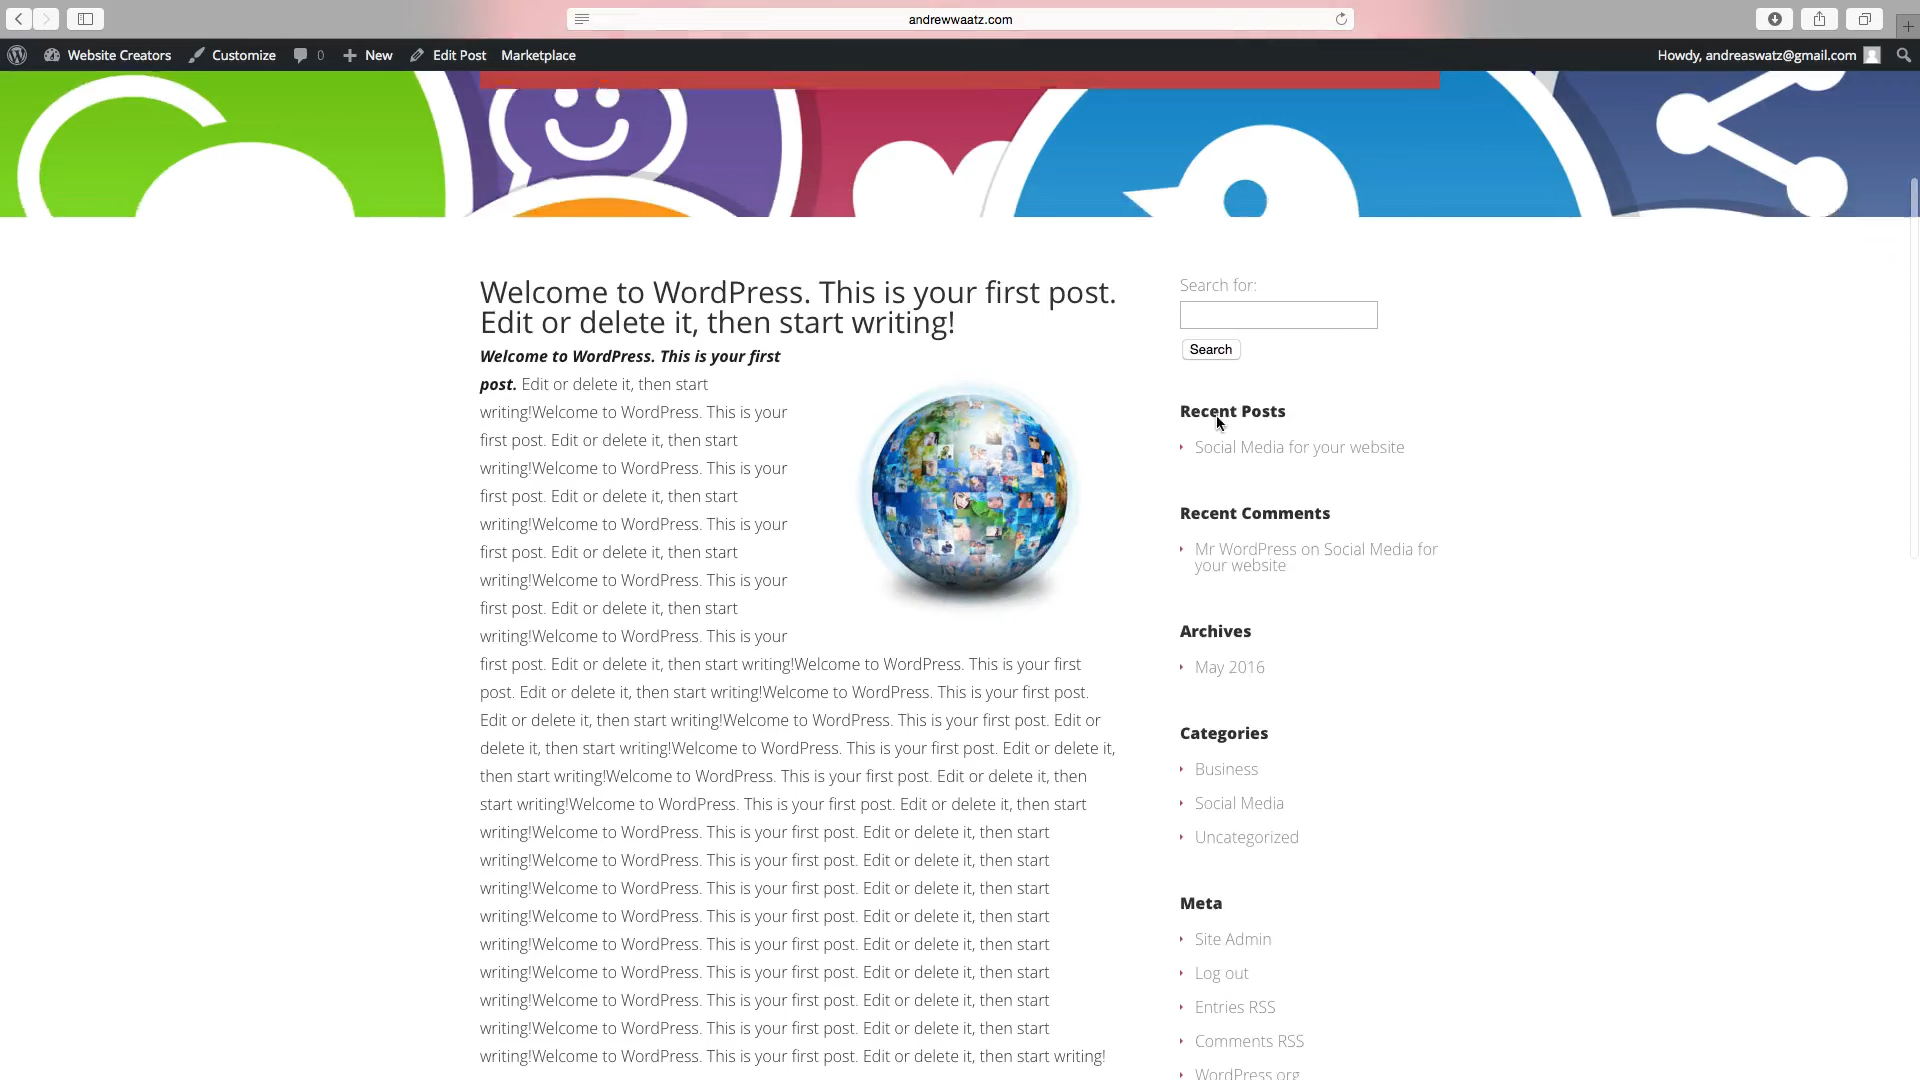 andrewwaatz.com
Website Creators Customize 0 New Edit Post Marketplace Howdy, andreaswatz@gmail.com
Welcome to WordPress. This is your first post.
Edit or delete it, then start writing!
Welcome to WordPress. This is your first
post. Edit or delete it, then start
writing!Welcome to WordPress. This is your
first post. Edit or delete it, then start
writing!Welcome to WordPress. This is your
first post. Edit or delete it, then start
writing!Welcome to WordPress. This is your
first post. Edit or delete it, then start
writing!Welcome to WordPress. This is your
first post. Edit or delete it, then start
writing!Welcome to WordPress. This is your
first post. Edit or delete it, then start writing!Welcome to WordPress. This is your first
post. Edit or delete it, then start writing!Welcome to WordPress. This is your first post.
Edit or delete it, then start writing!Welcome to WordPress. This is your first post. Edit or
delete it, then start writing!Welcome to WordPress. This is your first post. Edit or delete it,
then start writing!Welcome to WordPress. This is your first post. Edit or delete it, then
start writing!Welcome to WordPress. This is your first post. Edit or delete it, then start
writing!Welcome to WordPress. This is your first post. Edit or delete it, then start
writing!Welcome to WordPress. This is your first post. Edit or delete it, then start
writing!Welcome to WordPress. This is your first post. Edit or delete it, then start
writing!Welcome to WordPress. This is your first post. Edit or delete it, then start
writing!Welcome to WordPress. This is your first post. Edit or delete it, then start
writing!Welcome to WordPress. This is your first post. Edit or delete it, then start
writing!Welcome to WordPress. This is your first post. Edit or delete it, then start
writing!Welcome to WordPress. This is your first post. Edit or delete it, then start
writing!Welcome to WordPress. This is your first post. Edit or delete it, then start writing!
Search for:
Search
Recent Posts
Social Media for your website
Recent Comments
Mr WordPress on Social Media for
your website
Archives
May 2016
Categories
Business
Social Media
Uncategorized
Meta
Site Admin
Log out
Entries RSS
Comments RSS
WordPress.org